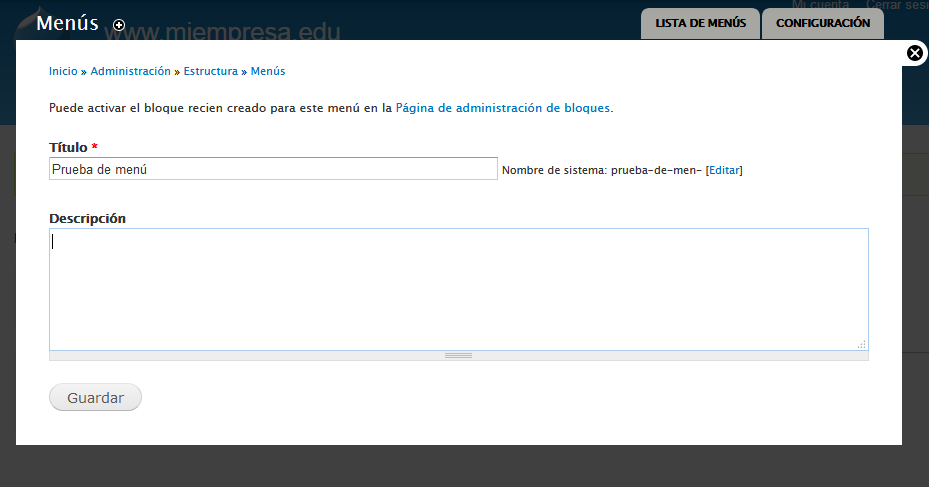 Mi cuenta Cerrar sesi
Menús
www.miempresa.edu
LISTA DE MENÚS CONFIGURACIÓN
Inicio » Administración » Estructura » Menús
Puede activar el bloque recien creado para este menú en la Página de administración de bloques.
Título *
Prueba de menú Nombre de sistema: prueba-de-men- [Editar]
Descripción
Guardar